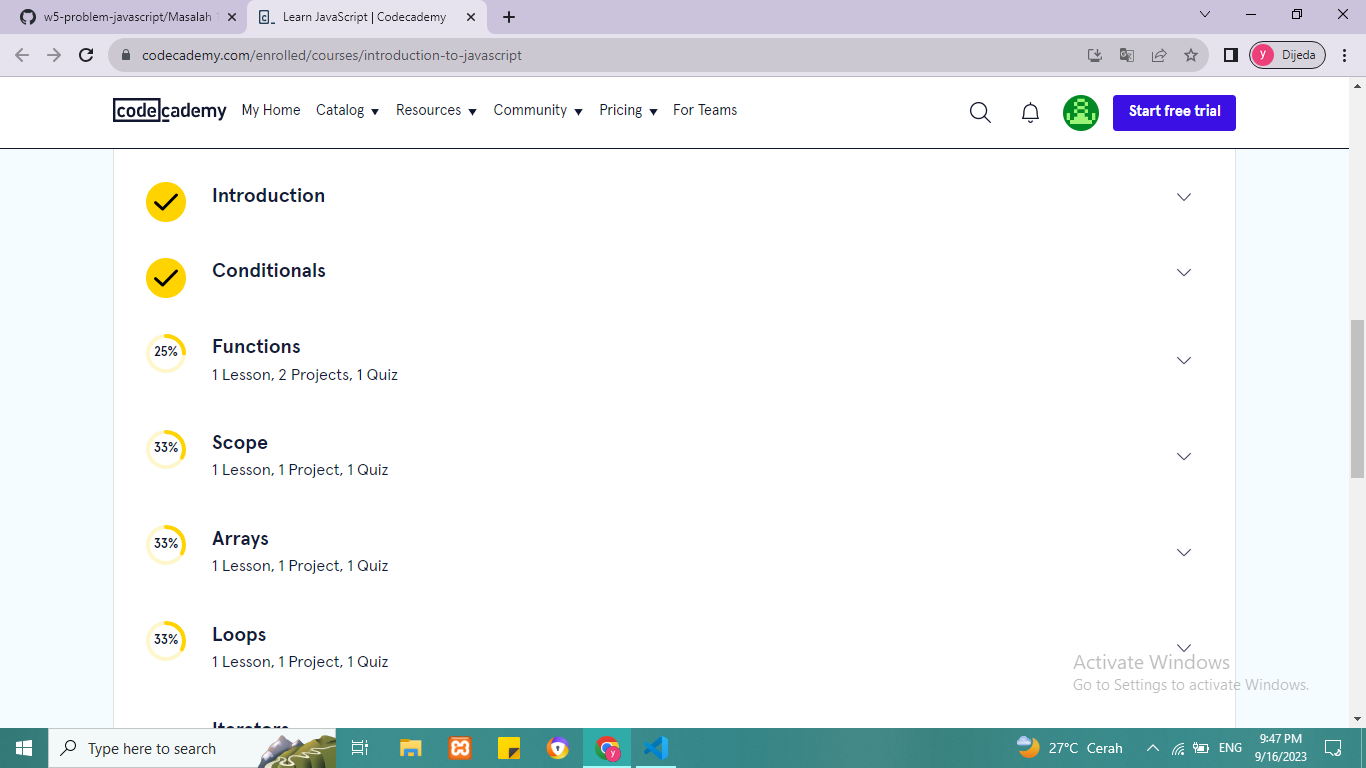 w5-problem-javascript/Masalah
Learn JavaScript | Codecademy
codecademy.com/enrolled/courses/introduction-to-javascript
y Dijeda
codecademy My Home Catalog Resources Community Pricing For Teams Start free trial
Introduction
Conditionals
25% Functions
1 Lesson, 2 Projects, 1 Quiz
33% Scope
1 Lesson, 1 Project, 1 Quiz
33% Arrays
1 Lesson, 1 Project, 1 Quiz
33% Loops
1 Lesson, 1 Project, 1 Quiz
Activate Windows
Go to Settings to activate Windows.
Iterators
Type here to search
27°C Cerah
ENG
9:47 PM
9/16/2023